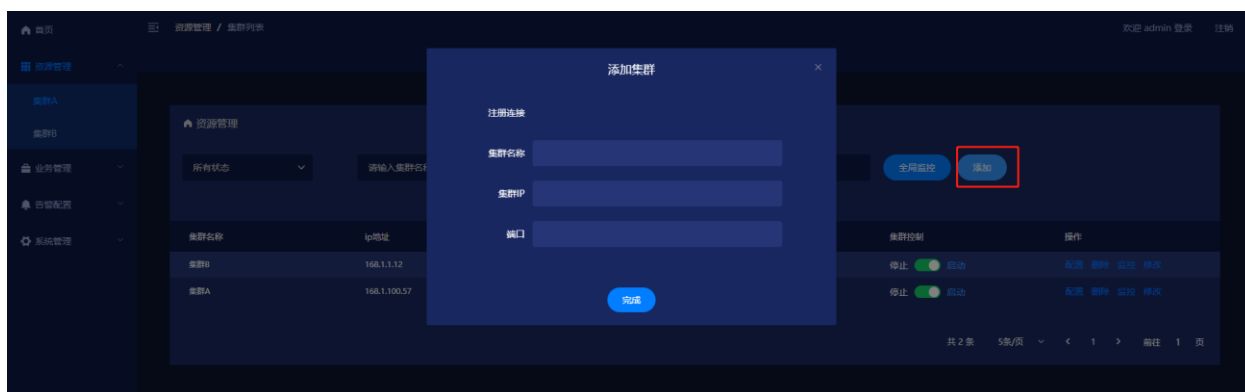 首页
资源管理 / 集群列表
欢迎 admin 登录
注销
资源管理
集群A
集群B
业务管理
告警配置
系统管理
资源管理
所有状态
请输入集群名称
全局监控
添加
添加集群
×
注册连接
集群名称
集群IP
端口
完成
集群名称
ip地址
集群控制
操作
集群B
168.1.1.12
停止 启动
配置 删除 监控 修改
集群A
168.1.100.57
停止 启动
配置 删除 监控 修改
共 2 条 5条/页 < 1 > 前往 1 页